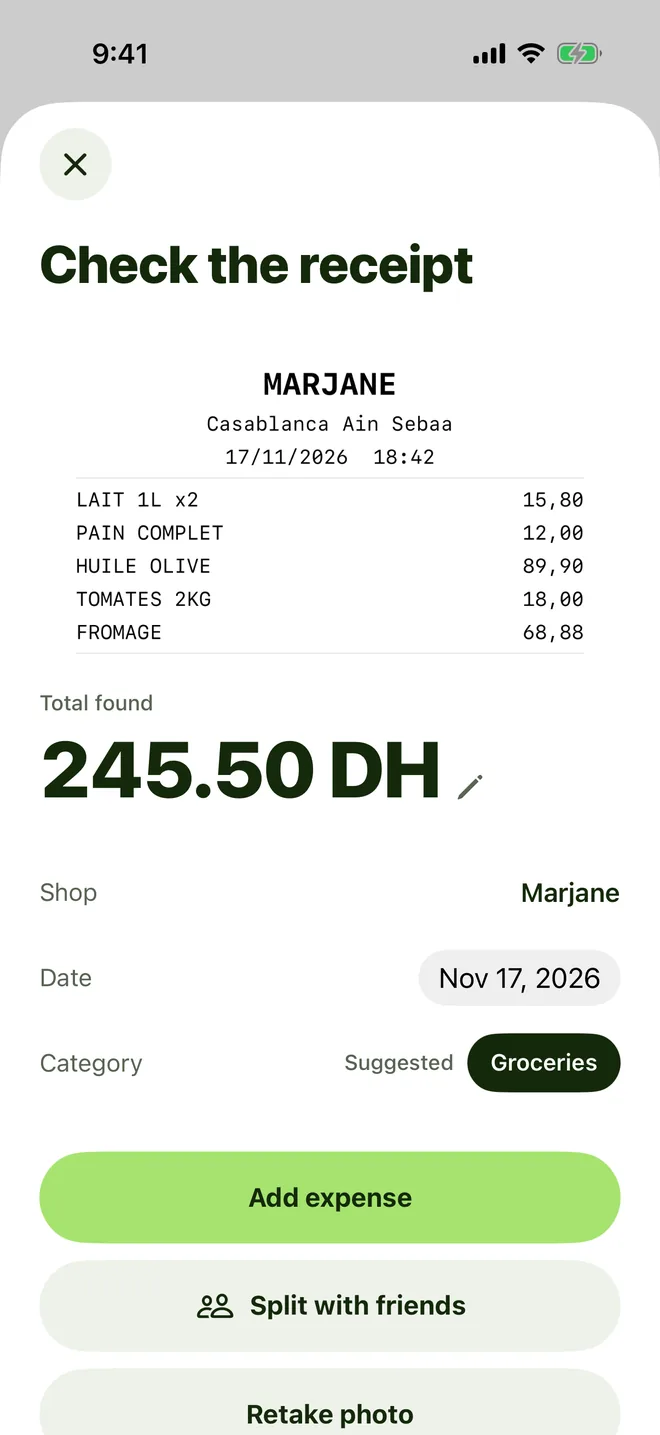 9:41
Check the receipt
MARJANE
Casablanca Ain Sebaa
17/11/2026 18:42
LAIT 1L x2 15,80
PAIN COMPLET 12,00
HUILE OLIVE 89,90
TOMATES 2KG 18,00
FROMAGE 68,88
Total found
245.50 DH
Shop Marjane
Date Nov 17, 2026
Category Suggested Groceries
Add expense
Split with friends
Retake photo